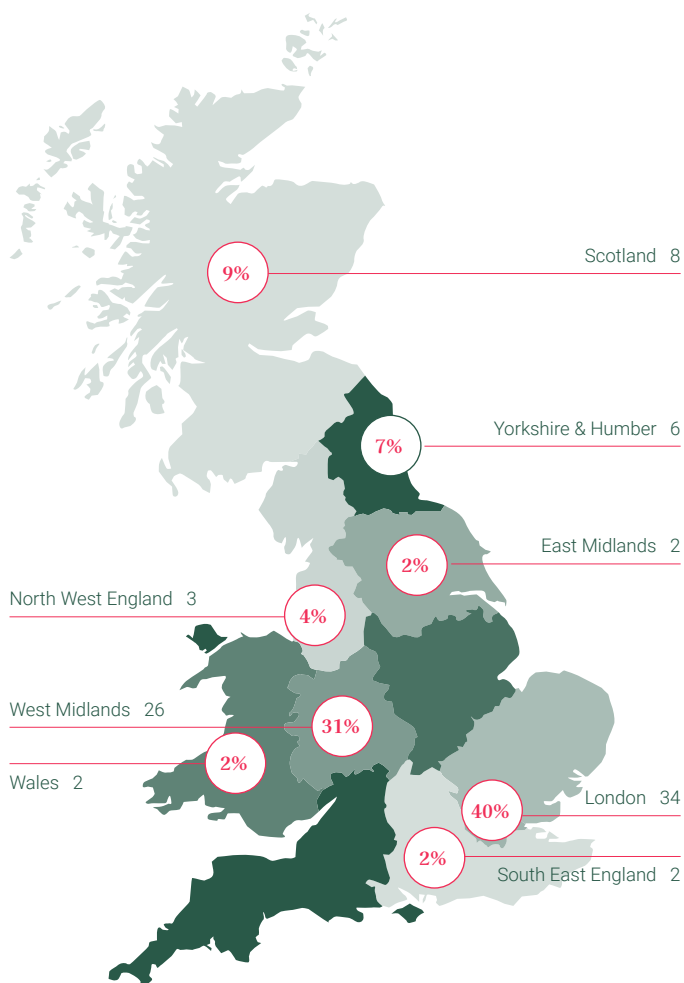 Scotland 8
9%
Yorkshire & Humber 6
7%
East Midlands 2
2%
North West England 3
4%
West Midlands 26
31%
Wales 2
2%
London 34
40%
2%
South East England 2